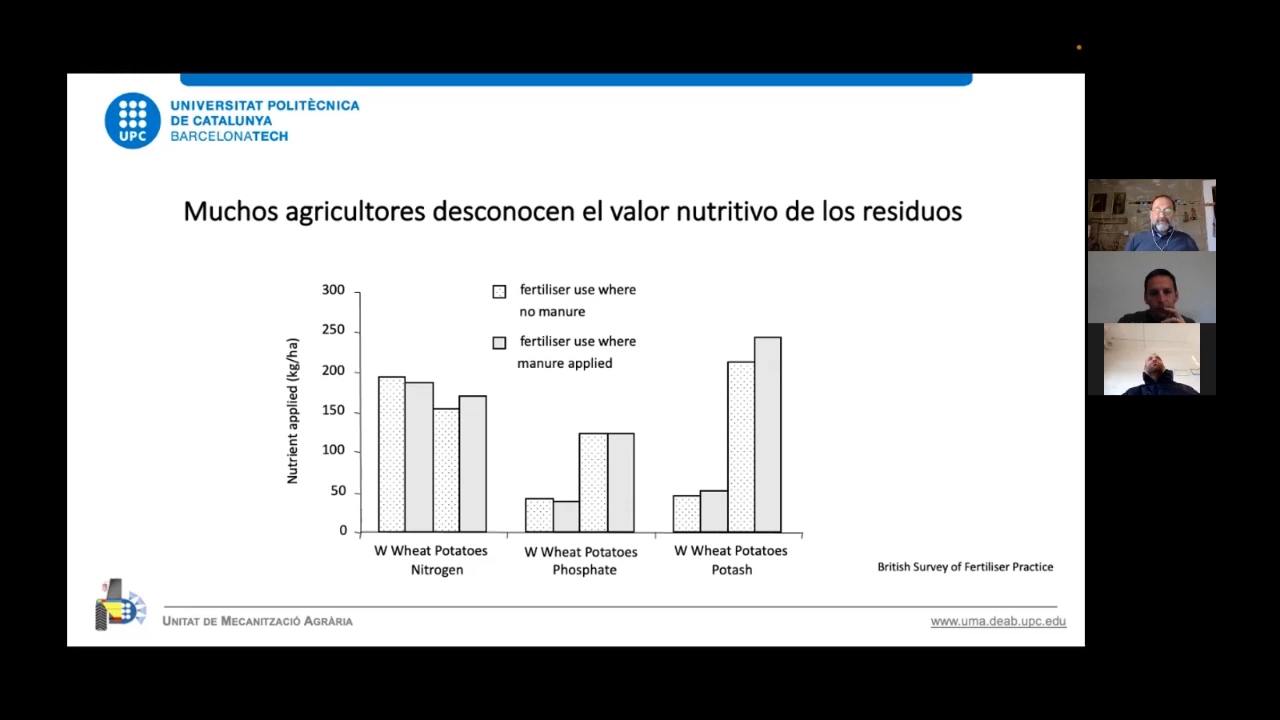 UNIVERSITAT POLITÈCNICA
DE CATALUNYA
BARCELONATECH
UPC
Muchos agricultores desconocen el valor nutritivo de los residuos
Nutrient applied (kg/ha)
300
250
200
150
100
50
0
fertiliser use where
no manure
fertiliser use where
manure applied
W Wheat Potatoes
Nitrogen
W Wheat Potatoes
Phosphate
W Wheat Potatoes
Potash
British Survey of Fertiliser Practice
UNITAT DE MECANITZACIÓ AGRÀRIA
www.uma.deab.upc.edu